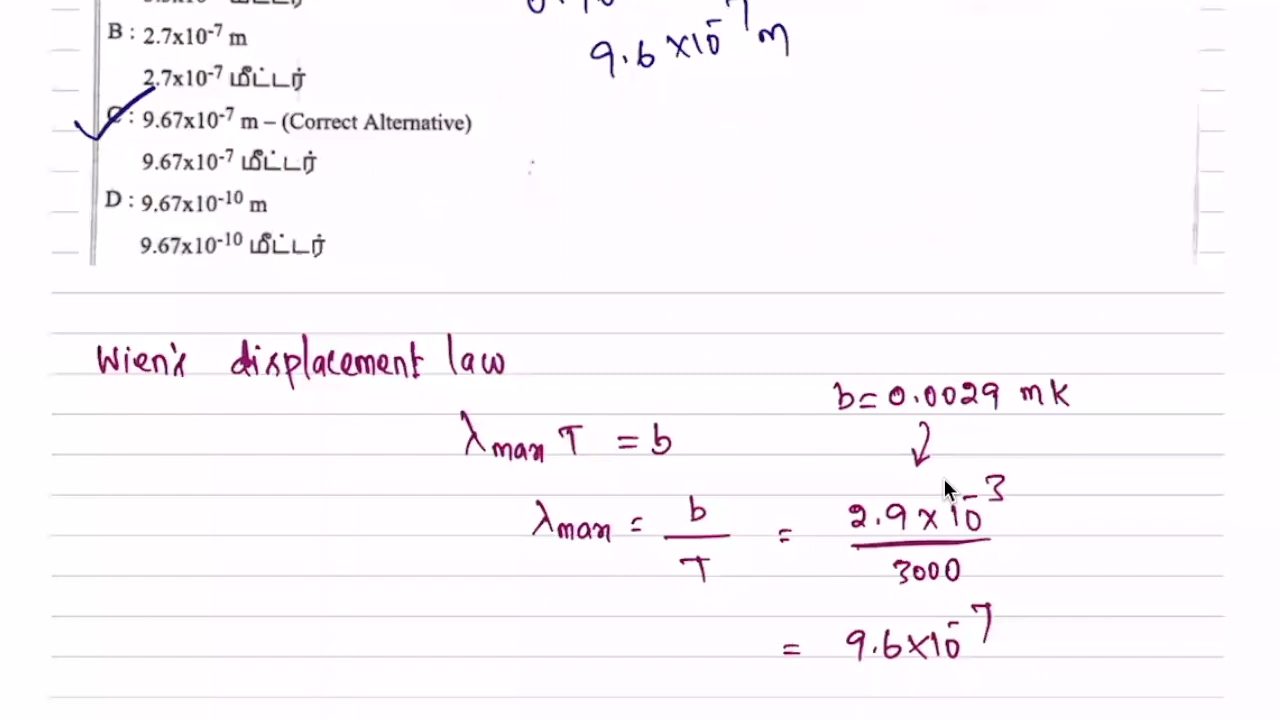 B : 2.7x10⁻⁷ m
9.6 x10⁻⁷ m
2.7x10⁻⁷ மீட்டர்
C : 9.67x10⁻⁷ m – (Correct Alternative)
9.67x10⁻⁷ மீட்டர்
D : 9.67x10⁻¹⁰ m
9.67x10⁻¹⁰ மீட்டர்
Wien's displacement law
b = 0.0029 mk
λmax T = b
λmax = b/T = 2.9 x 10⁻³/3000
= 9.6x10⁻⁷